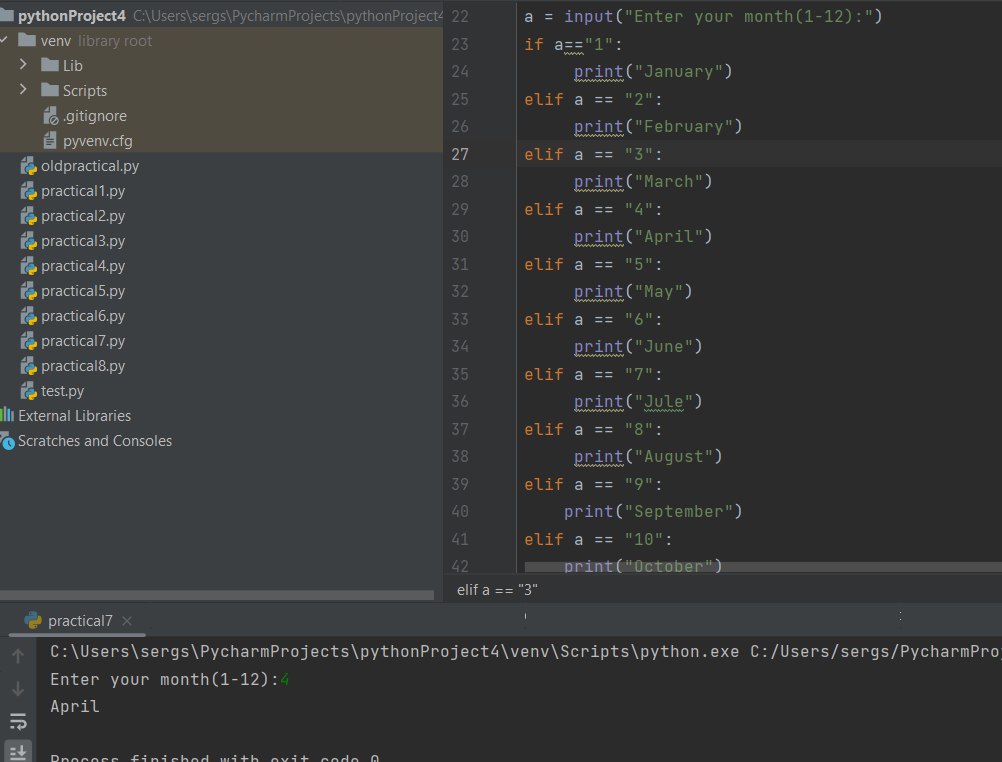 pythonProject4 C:\Users\sergs\PycharmProjects\pythonProject4
venv library root
Lib
Scripts
.gitignore
pyvenv.cfg
oldpractical.py
practical1.py
practical2.py
practical3.py
practical4.py
practical5.py
practical6.py
practical7.py
practical8.py
test.py
External Libraries
Scratches and Consoles
22 a = input("Enter your month(1-12):")
23 if a=="1":
24 print("January")
25 elif a == "2":
26 print("February")
27 elif a == "3":
28 print("March")
29 elif a == "4":
30 print("April")
31 elif a == "5":
32 print("May")
33 elif a == "6":
34 print("June")
35 elif a == "7":
36 print("Jule")
37 elif a == "8":
38 print("August")
39 elif a == "9":
40 print("September")
41 elif a == "10":
42 print("October")
elif a == "3"
practical7
C:\Users\sergs\PycharmProjects\pythonProject4\venv\Scripts\python.exe C:/Users/sergs/PycharmPro
Enter your month(1-12):4
April
Process finished with exit code 0